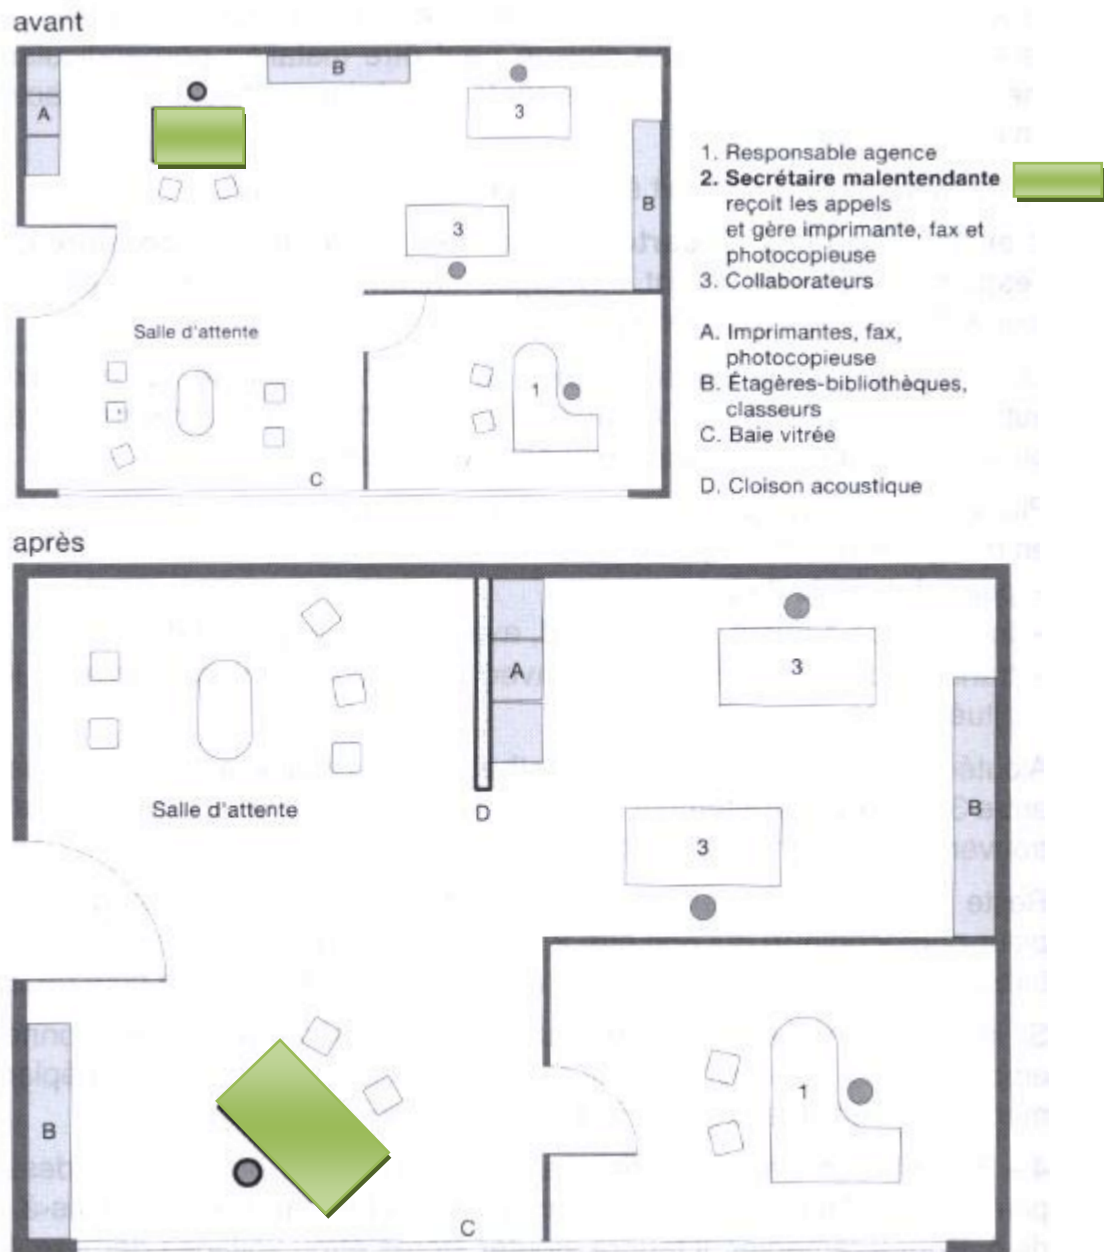 avant
B
A
3
3
B
Salle d'attente
1
C
1. Responsable agence
2. Secrétaire malentendante
reçoit les appels
et gère imprimante, fax et
photocopieuse
3. Collaborateurs
A. Imprimantes, fax,
photocopieuse
B. Étagères-bibliothèques,
classeurs
C. Baie vitrée
D. Cloison acoustique
après
A
3
Salle d'attente
D
3
B
B
1
C